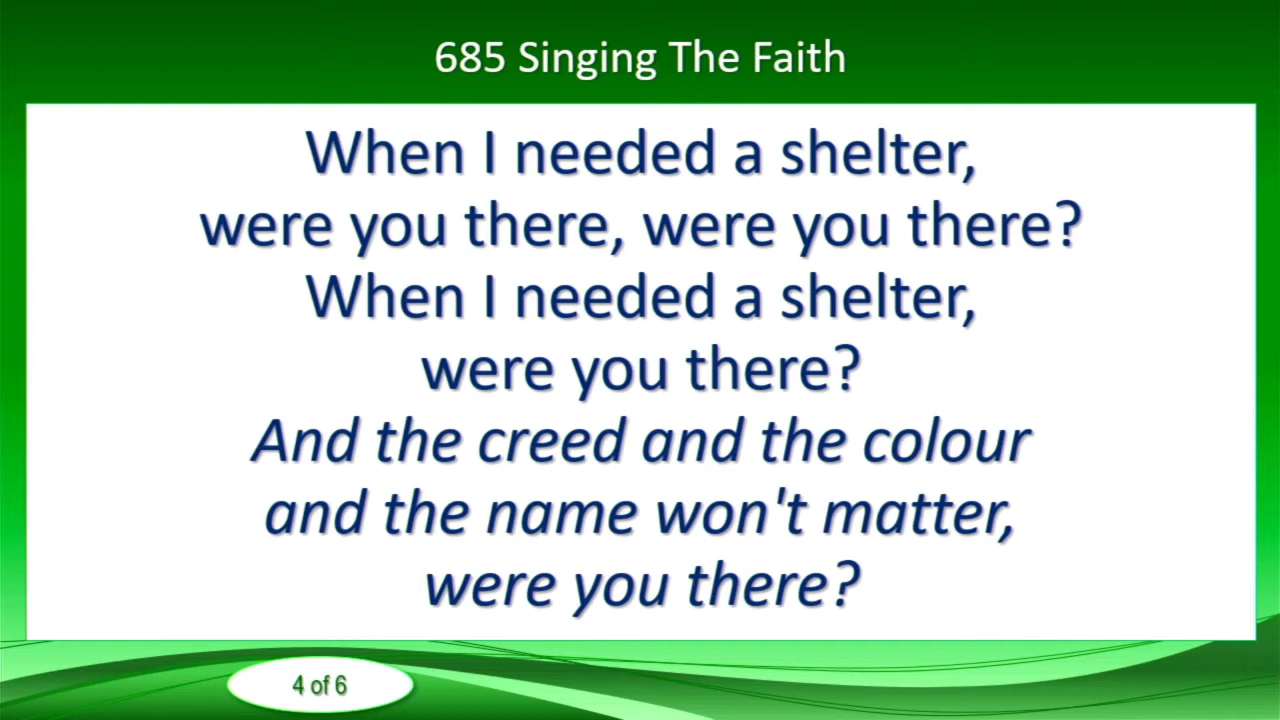 685 Singing The Faith
When I needed a shelter,
were you there, were you there?
When I needed a shelter,
were you there?
And the creed and the colour
and the name won't matter,
were you there?
4 of 6